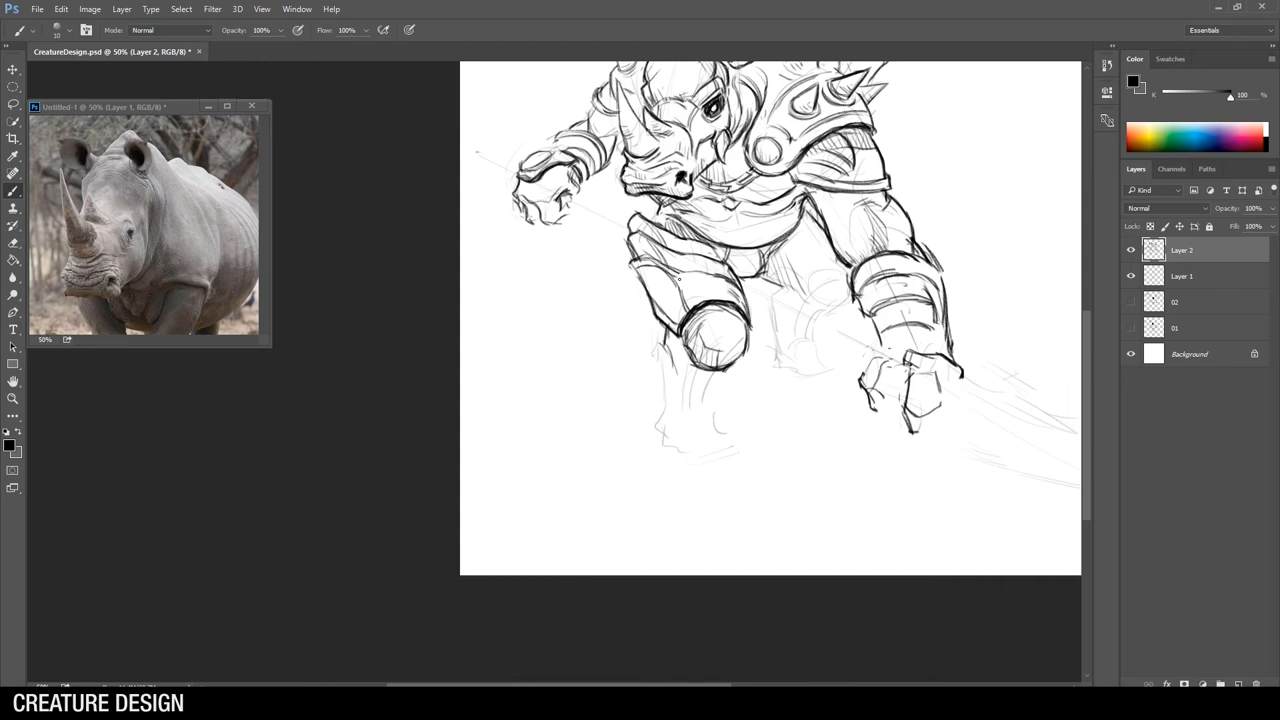 Ps File Edit Image Layer Type Select Filter 3D View Window Help
10 Mode: Normal Opacity: 100% Flow: 100% Essentials
CreatureDesign.psd @ 50% (Layer 2, RGB/8) * ×
Color Swatches
K 100 %
Untitled-1 @ 50% (Layer 1, RGB/8) *
50%
Layers Channels Paths
Kind
Normal Opacity: 100%
Lock: Fill: 100%
Layer 2
Layer 1
02
01
Background
CREATURE DESIGN